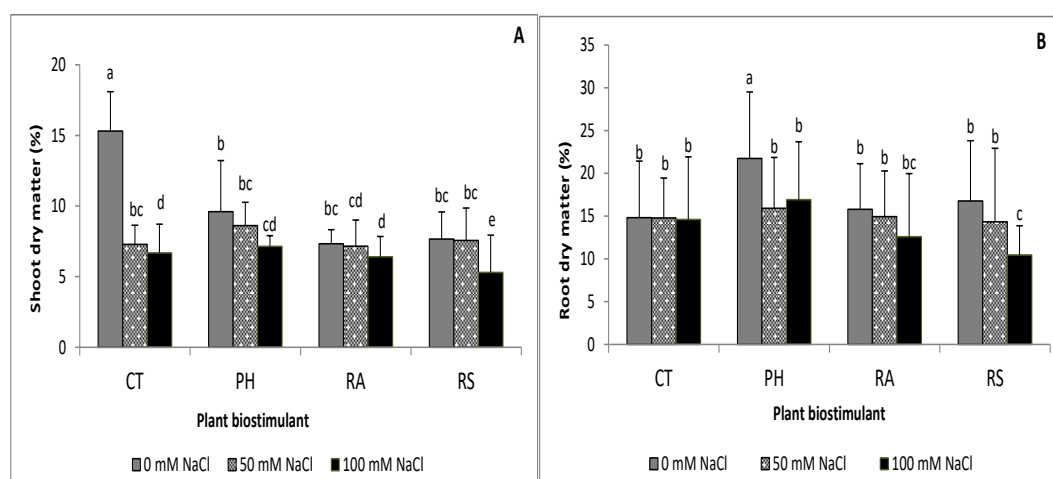 A
Shoot dry matter (%)
20
15
10
5
0
a
bc
d
b
bc
cd
bc
cd
d
bc
bc
e
CT PH RA RS
Plant biostimulant
0 mM NaCl 50 mM NaCl 100 mM NaCl
B
Root dry matter (%)
35
30
25
20
15
10
5
0
b
b
b
a
b
b
b
b
bc
b
b
c
CT PH RA RS
Plant biostimulant
0 mM NaCl 50 mM NaCl 100 mM NaCl